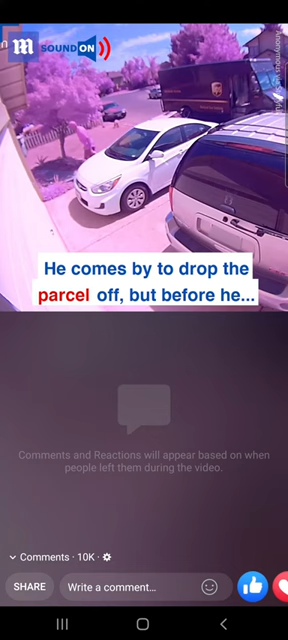 SOUND ON
He comes by to drop the
parcel off, but before he...
Comments and Reactions will appear based on when
people left them during the video.
Comments · 10K ·
SHARE
Write a comment...